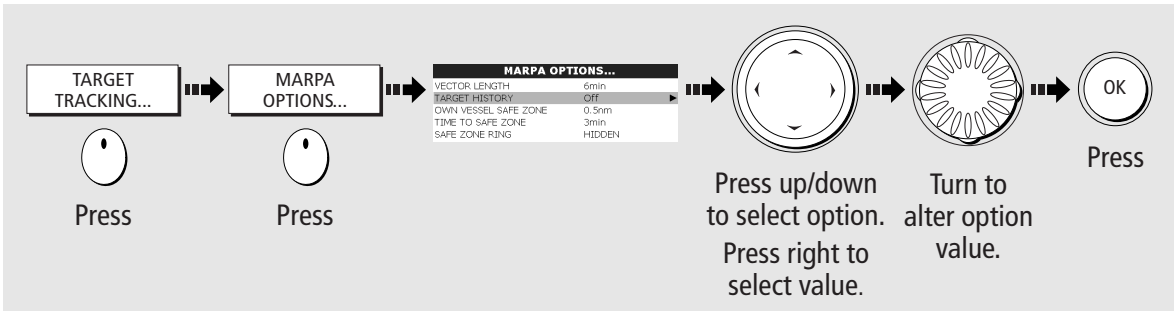 TARGET
TRACKING...
Press
MARPA
OPTIONS...
Press
MARPA OPTIONS...
VECTOR LENGTH 6min
TARGET HISTORY Off
OWN VESSEL SAFE ZONE 0.5nm
TIME TO SAFE ZONE 3min
SAFE ZONE RING HIDDEN
Press up/down
to select option.
Press right to
select value.
Turn to
alter option
value.
OK
Press